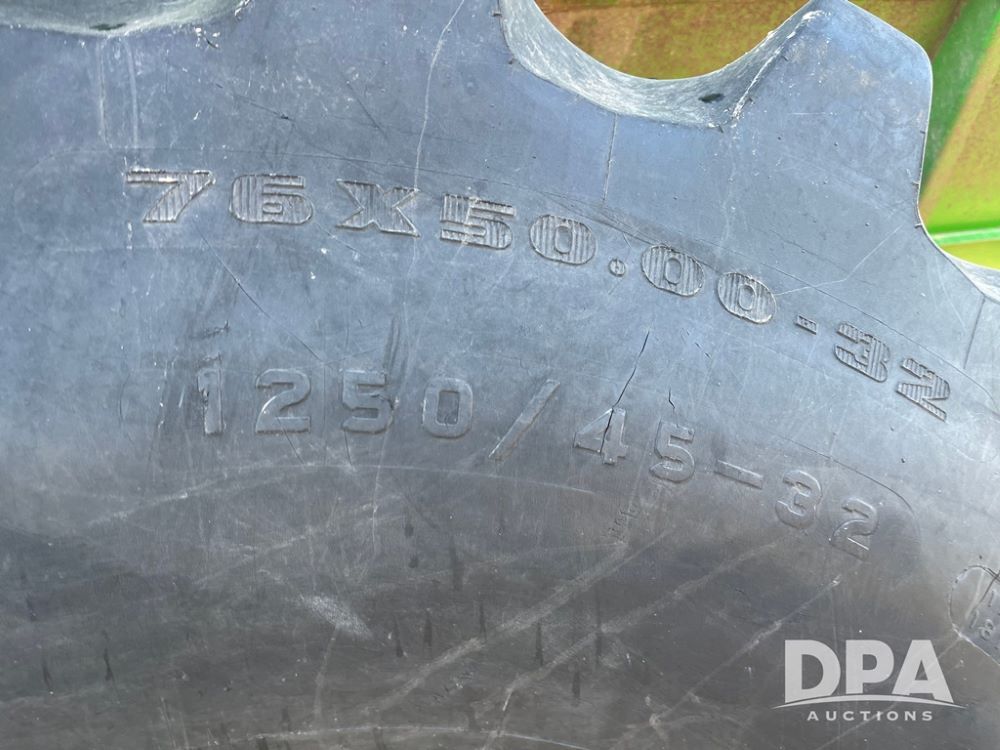 76X50.00-32
1250/45-32
DPA
AUCTIONS